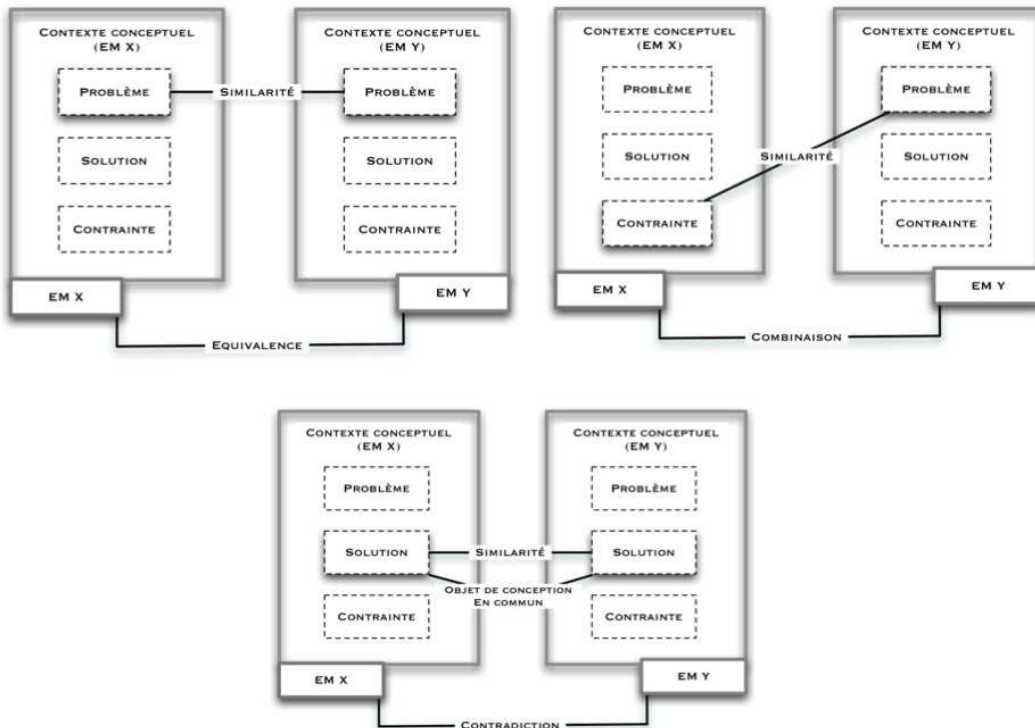 CONTEXTE CONCEPTUEL
(EM X)
PROBLÈME
SOLUTION
CONTRAINTE
EM X
SIMILARITÉ
CONTEXTE CONCEPTUEL
(EM Y)
PROBLÈME
SOLUTION
CONTRAINTE
EM Y
EQUIVALENCE
CONTEXTE CONCEPTUEL
(EM X)
PROBLÈME
SOLUTION
CONTRAINTE
EM X
SIMILARITÉ
CONTEXTE CONCEPTUEL
(EM Y)
PROBLÈME
SOLUTION
CONTRAINTE
EM Y
COMBINAISON
CONTEXTE CONCEPTUEL
(EM X)
PROBLÈME
SOLUTION
CONTRAINTE
EM X
SIMILARITÉ
OBJET DE CONCEPTION
EN COMMUN
CONTEXTE CONCEPTUEL
(EM Y)
PROBLÈME
SOLUTION
CONTRAINTE
EM Y
CONTRADICTION